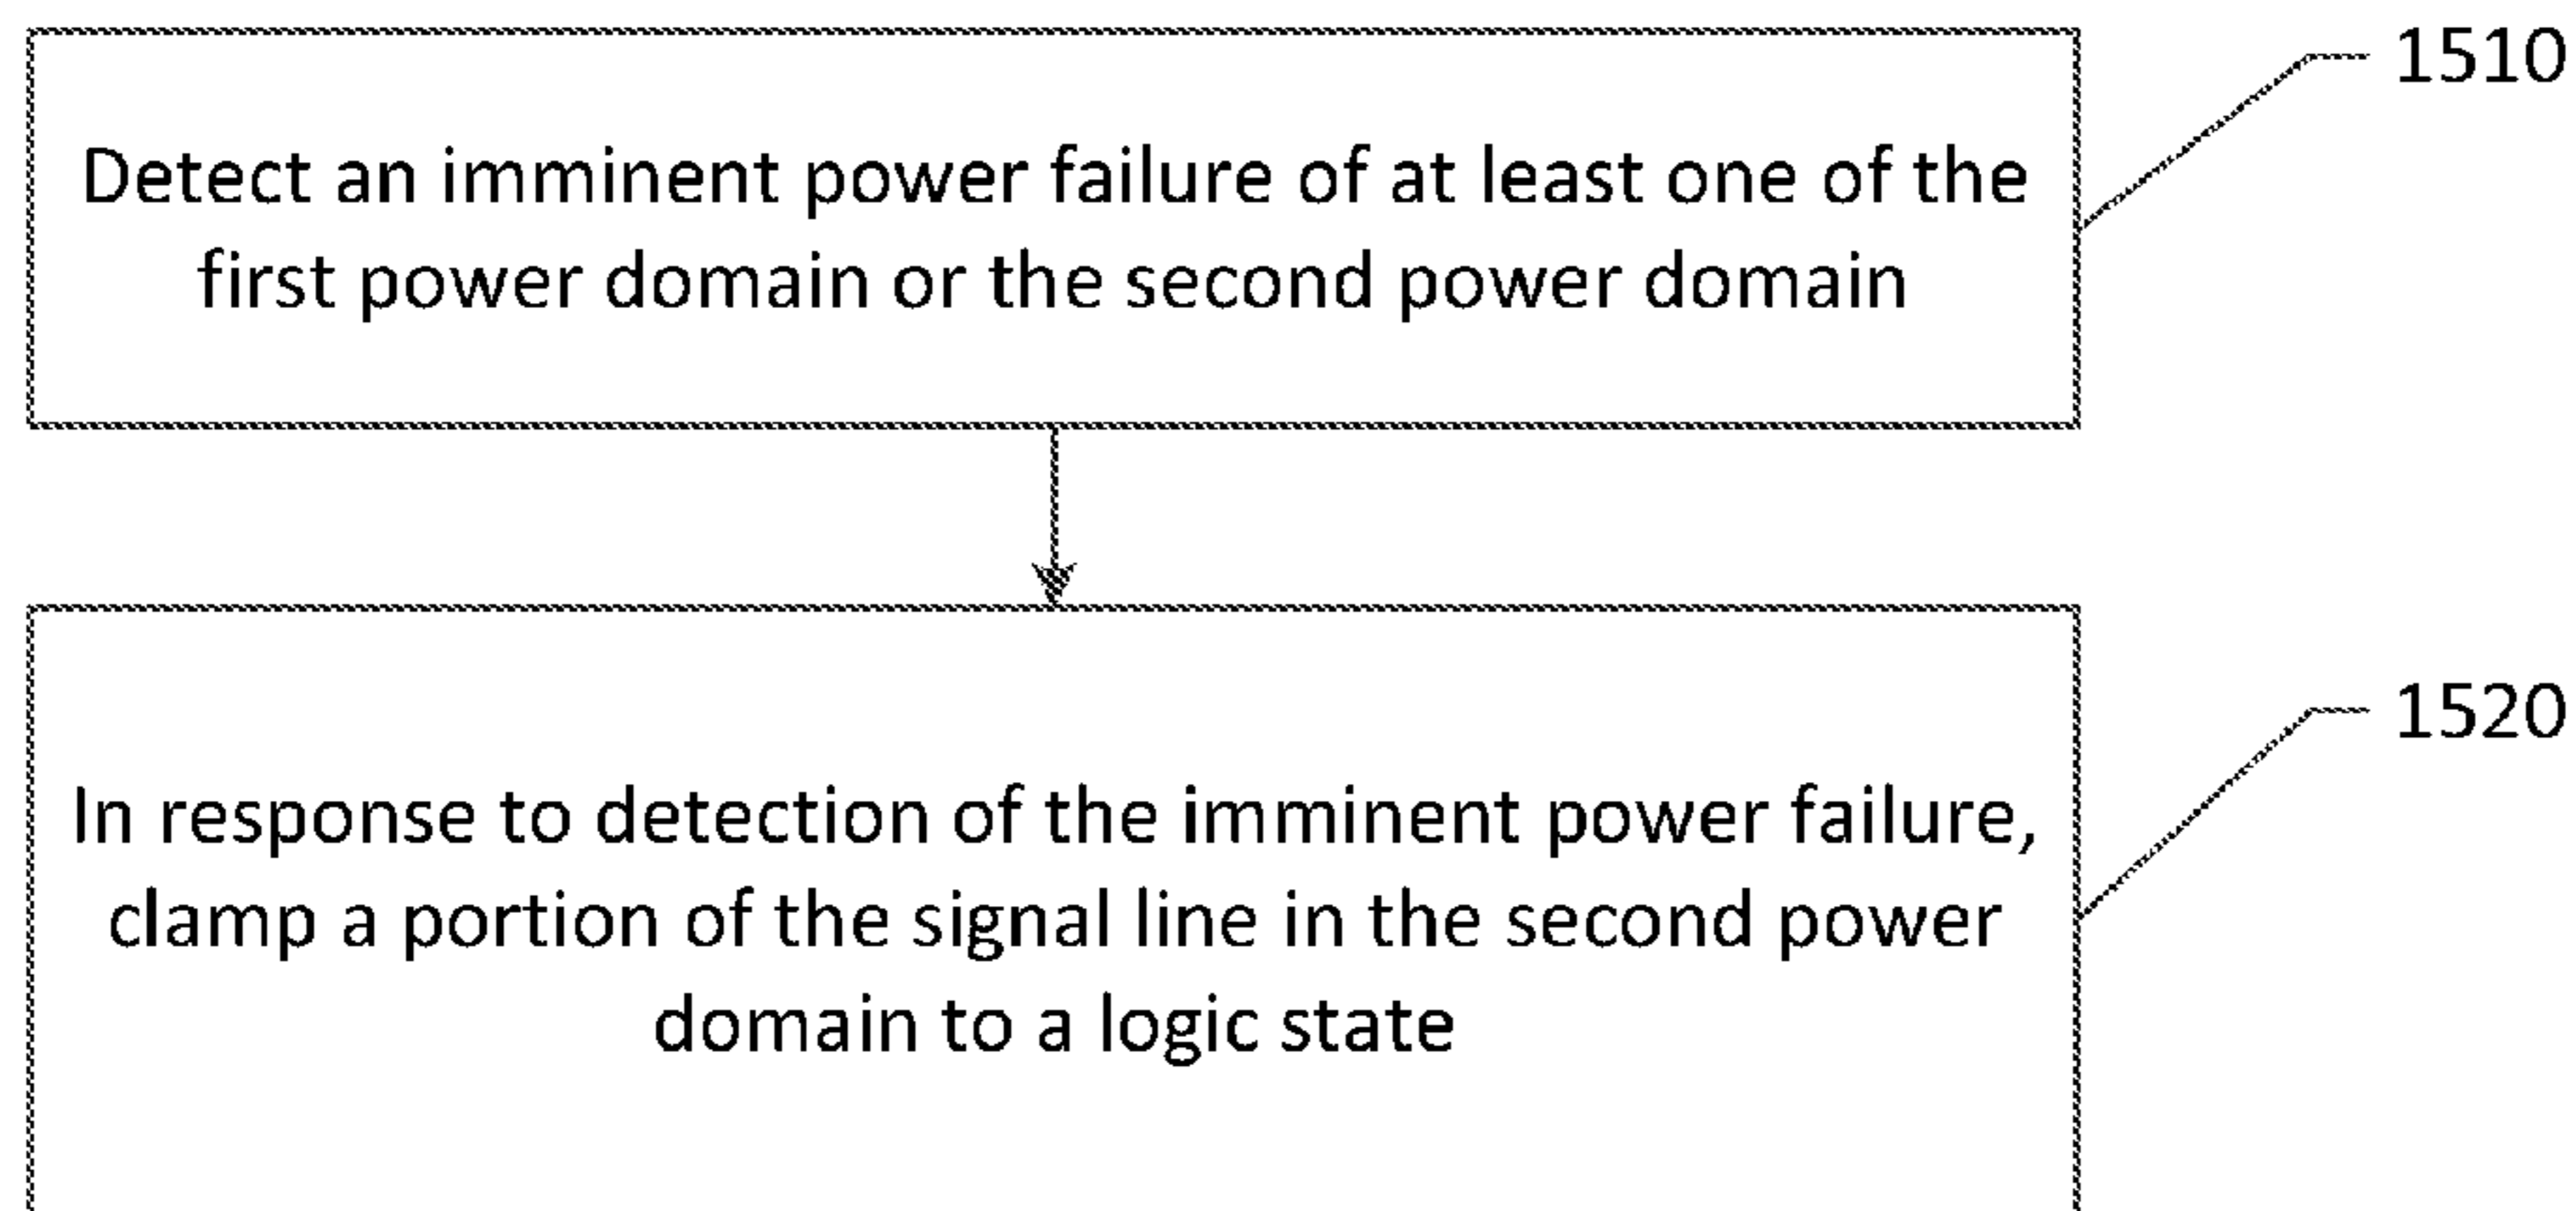 1510
Detect an imminent power failure of at least one of the
first power domain or the second power domain
1520
In response to detection of the imminent power failure,
clamp a portion of the signal line in the second power
domain to a logic state